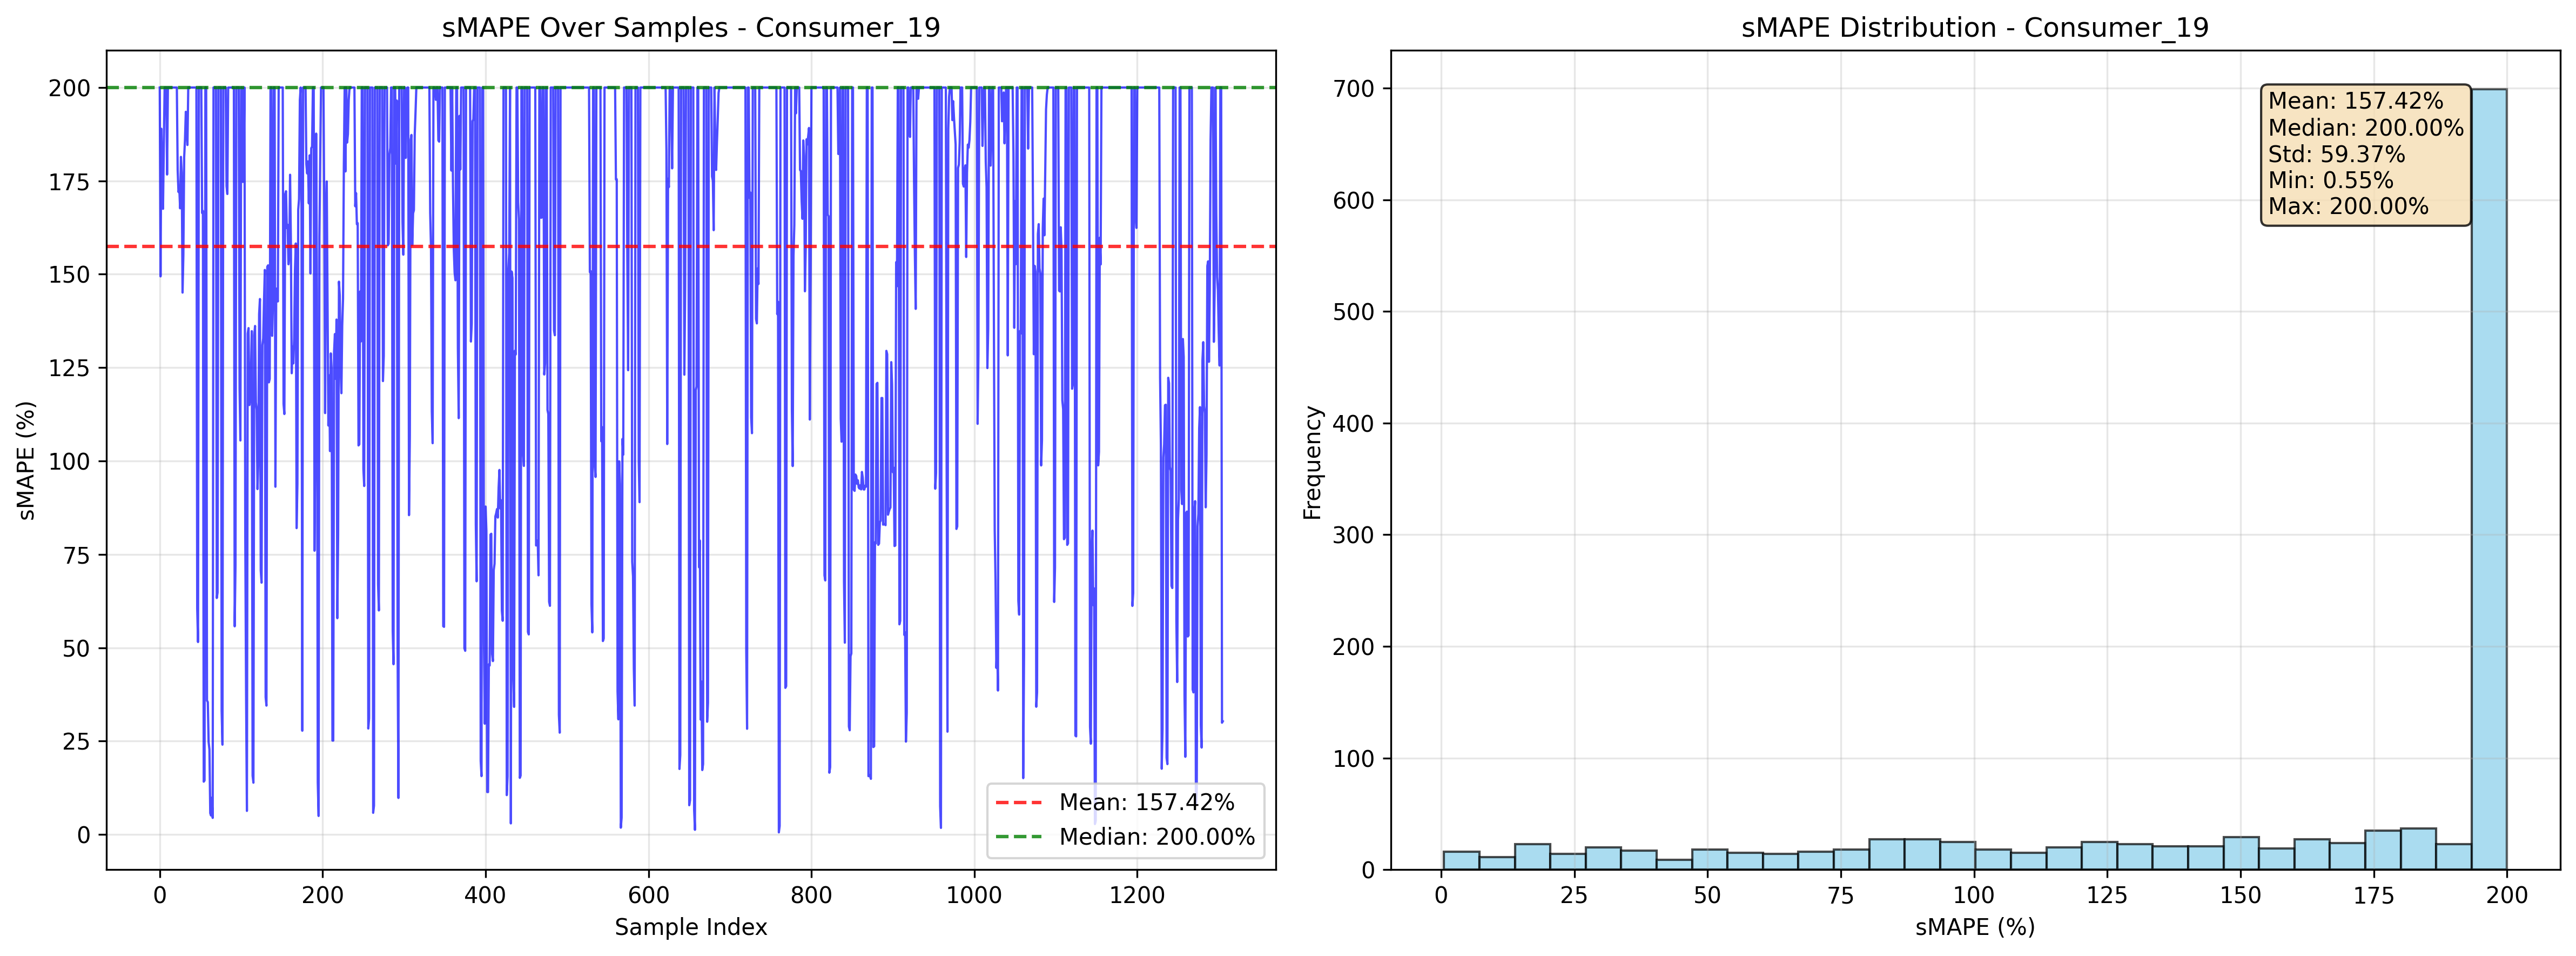 sMAPE Over Samples - Consumer_19
200
175
150
125
100
75
50
25
0
sMAPE (%)
0 200 400 600 800 1000 1200
Sample Index
Mean: 157.42%
Median: 200.00%
sMAPE Distribution - Consumer_19
700
600
500
400
300
200
100
0
Frequency
0 25 50 75 100 125 150 175 200
sMAPE (%)
Mean: 157.42%
Median: 200.00%
Std: 59.37%
Min: 0.55%
Max: 200.00%